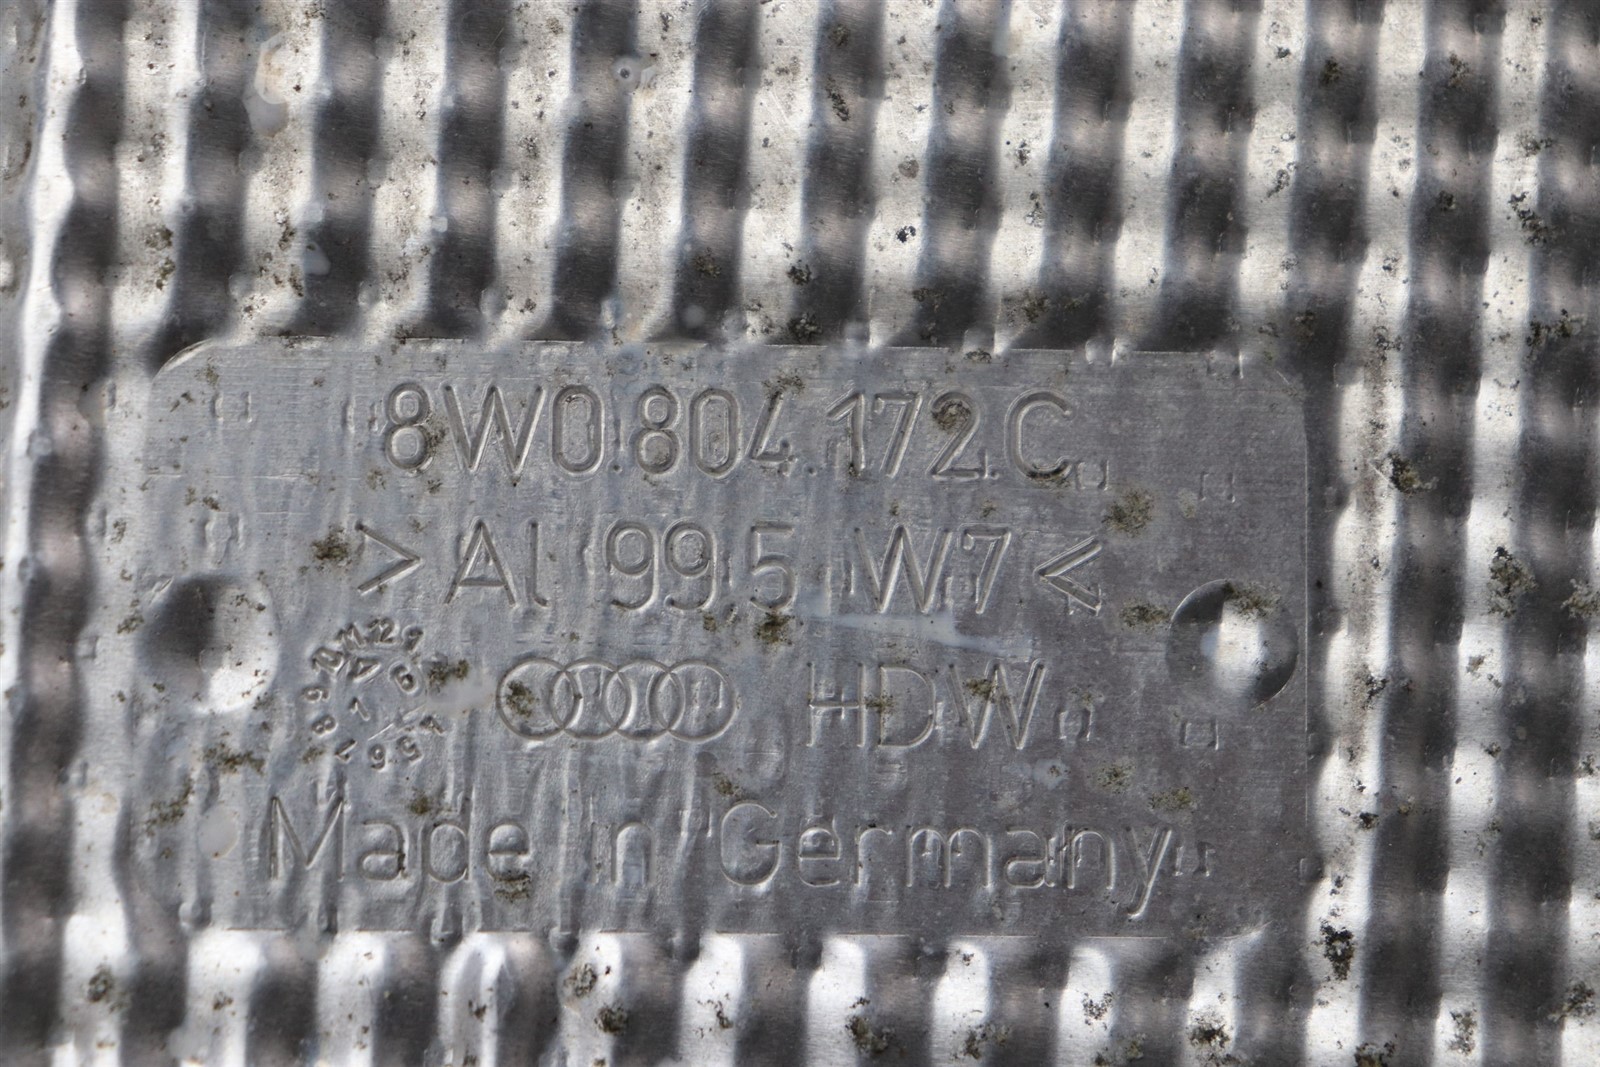 8W0.804.172.C
>Al 99,5 W7<
HDW
Made in Germany